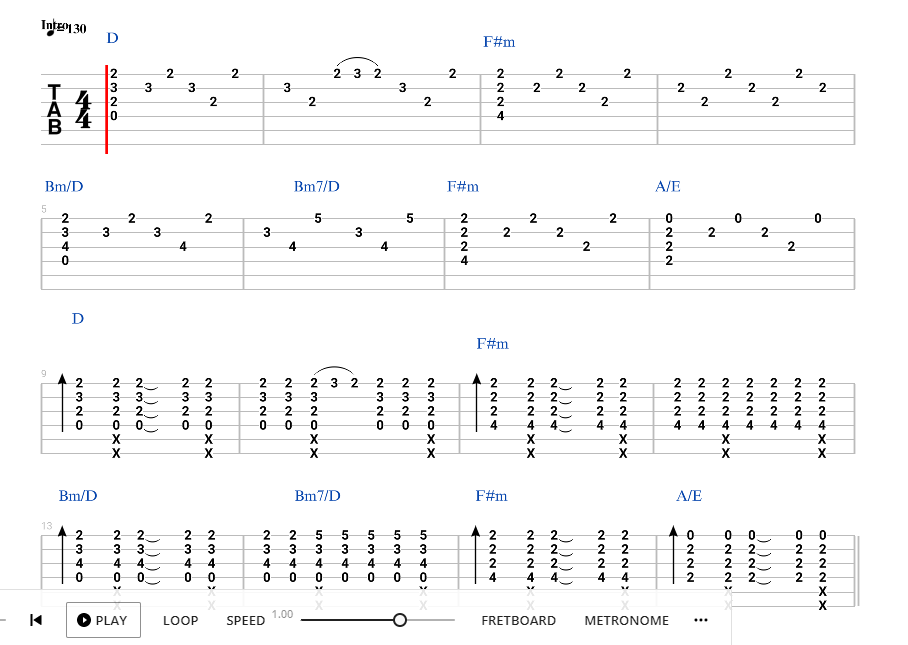 Intro
♩=130
D F#m
2 2 2 2 3 2 2 2 2 2 2 2
3 3 3 3 3 2 2 2 2 2 2
T 2 2 2 2 2 2 2 2
A 4 0 4
B 4
Bm/D Bm7/D F#m A/E
5
2 2 2 5 5 2 2 2 0 0 0
3 3 3 3 3 2 2 2 2 2 2
4 4 4 4 2 2 2 2
0 4 2
D
F#m
9
2 2 2 2 2 2 2 2 3 2 2 2 2 2 2 2 2 2 2 2 2 2 2 2 2
3 3 3 3 3 3 3 3 3 3 3 2 2 2 2 2 2 2 2 2 2 2 2
2 2 2 2 2 2 2 2 2 2 2 2 2 2 2 2 2 2 2 2 2 2 2
0 0 0 0 0 0 0 0 0 0 4 4 4 4 4 4 4 4 4 4 4 4
X X X X X X X X
X X X X X X X X
Bm/D Bm7/D F#m A/E
13
2 2 2 2 2 2 2 5 5 5 5 5 2 2 2 2 2 0 0 0 0 0
3 3 3 3 3 3 3 3 3 3 3 3 2 2 2 2 2 2 2 2 2 2
4 4 4 4 4 4 4 4 4 4 4 4 2 2 2 2 2 2 2 2 2 2
0 0 0 0 0 0 0 0 0 0 0 0 4 4 4 4 4 2 2 2 2 2
X X X X X X X X
X X X X X X X X
PLAY LOOP SPEED 1.00 FRETBOARD METRONOME